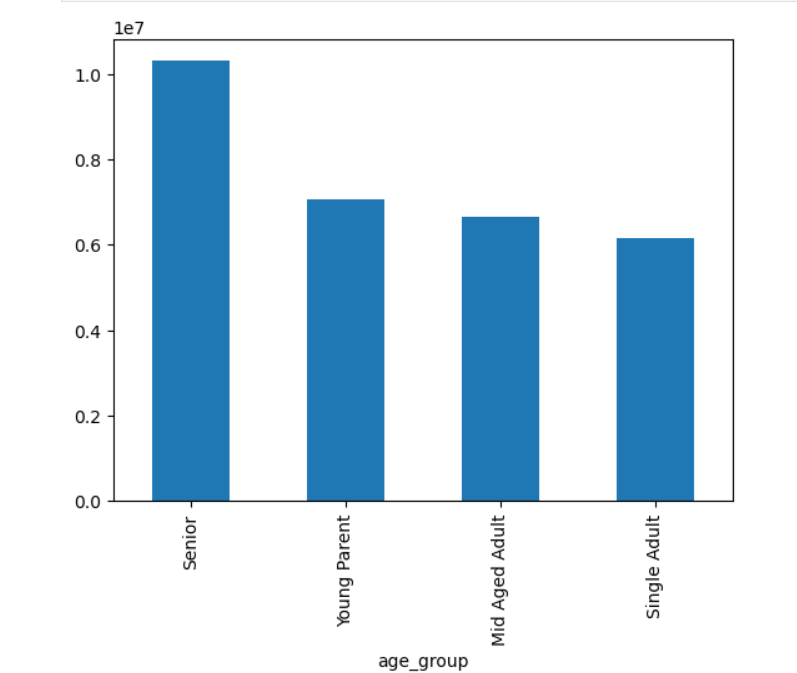 1e7
1.0
0.8
0.6
0.4
0.2
0.0
Senior
Young Parent
Mid Aged Adult
Single Adult
age_group